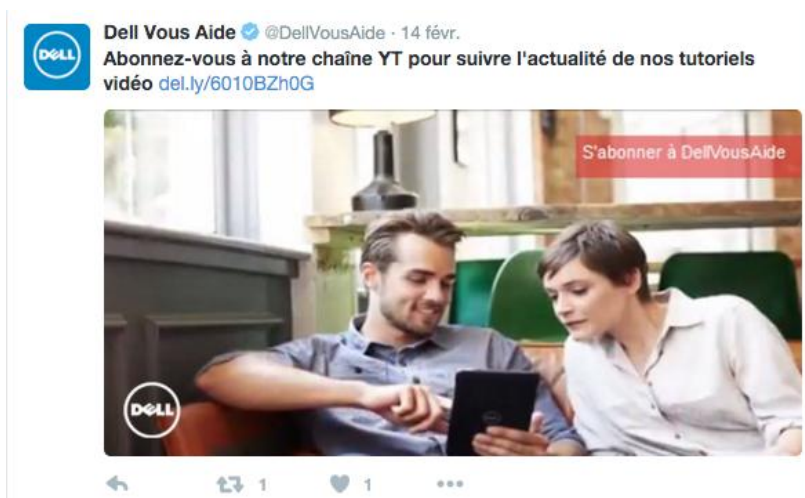 DELL
Dell Vous Aide @DellVousAide · 14 févr.
Abonnez-vous à notre chaîne YT pour suivre l'actualité de nos tutoriels
vidéo del.ly/6010BZh0G
S'abonner à DellVousAide
DELL
1 1